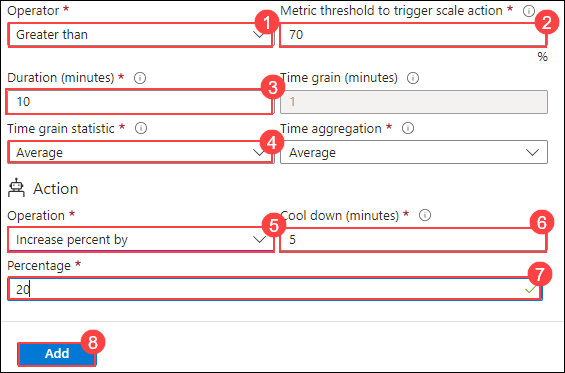 Operator * Metric threshold to trigger scale action *
Greater than 1 70 2
%
Duration (minutes) * Time grain (minutes)
10 3 1
Time grain statistic * Time aggregation *
Average 4 Average
Action
Operation * Cool down (minutes) *
Increase percent by 5 5 6
Percentage *
20 7
Add 8